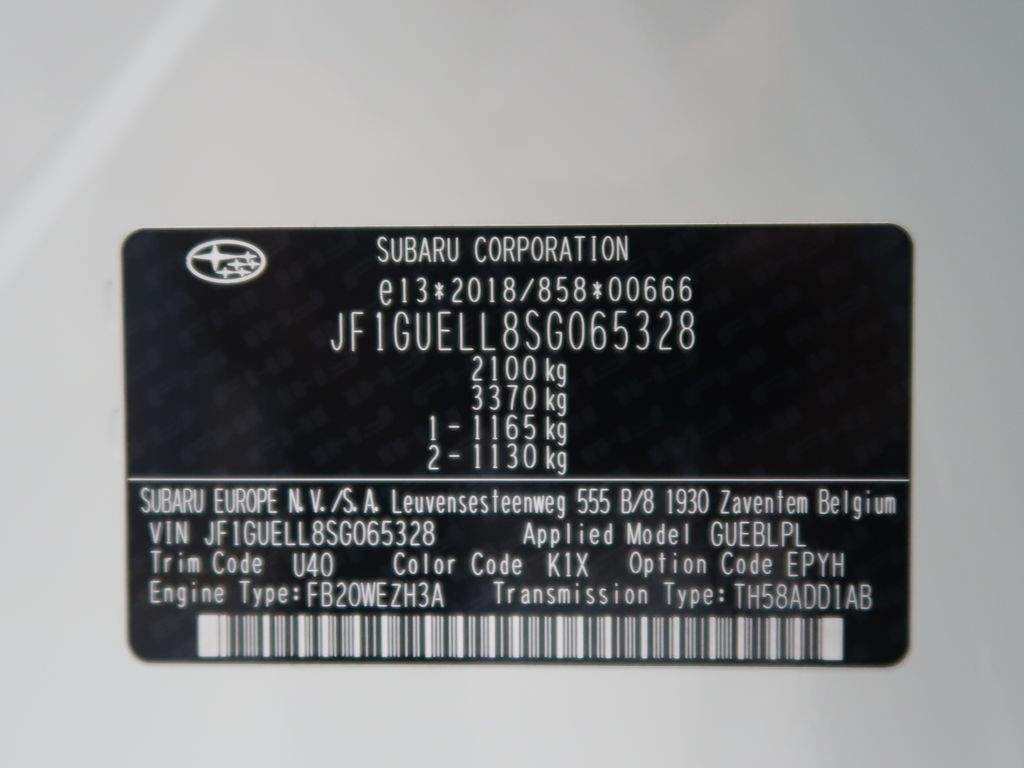 SUBARU CORPORATION
e13*2018/858*00666
JF1GUELL8SG065328
2100 kg
3370 kg
1 - 1165 kg
2 - 1130 kg
SUBARU EUROPE N.V./S.A. Leuvensesteenweg 555 B/8 1930 Zaventem Belgium
VIN JF1GUELL8SG065328 Applied Model GUEBLPL
Trim Code U40 Color Code K1X Option Code EPYH
Engine Type: FB20WEZH3A Transmission Type: TH58ADD1AB